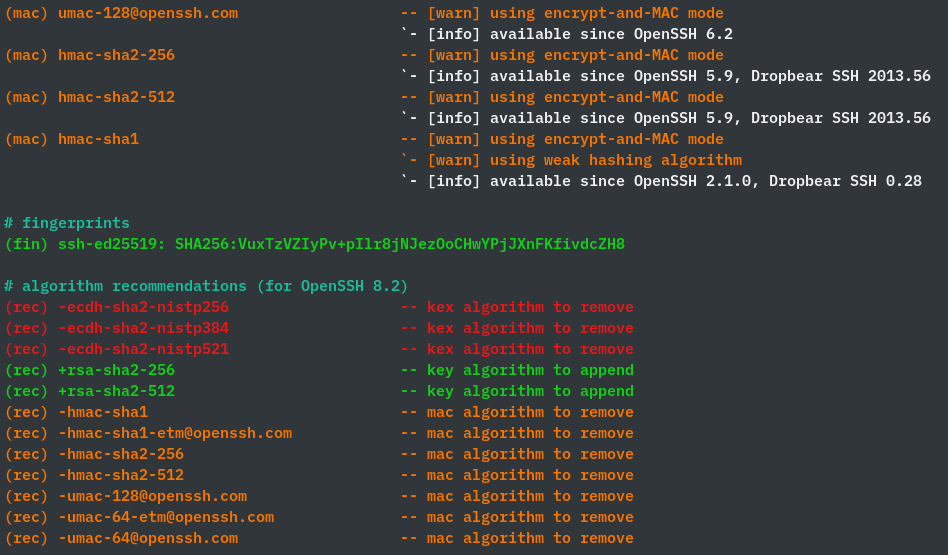 (mac) umac-128@openssh.com -- [warn] using encrypt-and-MAC mode
`- [info] available since OpenSSH 6.2
(mac) hmac-sha2-256 -- [warn] using encrypt-and-MAC mode
`- [info] available since OpenSSH 5.9, Dropbear SSH 2013.56
(mac) hmac-sha2-512 -- [warn] using encrypt-and-MAC mode
`- [info] available since OpenSSH 5.9, Dropbear SSH 2013.56
(mac) hmac-sha1 -- [warn] using encrypt-and-MAC mode
`- [warn] using weak hashing algorithm
`- [info] available since OpenSSH 2.1.0, Dropbear SSH 0.28
# fingerprints
(fin) ssh-ed25519: SHA256:VuxTzVZIyPv+pIlr8jNJezOoCHwYPjJXnFKfivdcZH8
# algorithm recommendations (for OpenSSH 8.2)
(rec) -ecdh-sha2-nistp256 -- kex algorithm to remove
(rec) -ecdh-sha2-nistp384 -- kex algorithm to remove
(rec) -ecdh-sha2-nistp521 -- kex algorithm to remove
(rec) +rsa-sha2-256 -- key algorithm to append
(rec) +rsa-sha2-512 -- key algorithm to append
(rec) -hmac-sha1 -- mac algorithm to remove
(rec) -hmac-sha1-etm@openssh.com -- mac algorithm to remove
(rec) -hmac-sha2-256 -- mac algorithm to remove
(rec) -hmac-sha2-512 -- mac algorithm to remove
(rec) -umac-128@openssh.com -- mac algorithm to remove
(rec) -umac-64-etm@openssh.com -- mac algorithm to remove
(rec) -umac-64@openssh.com -- mac algorithm to remove